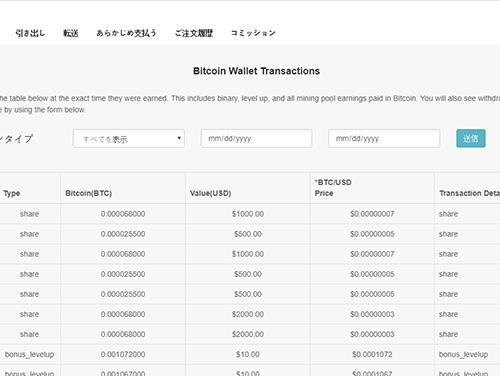 引き出し 転送 あらかじめ支払う ご注文履歴 コミッション
Bitcoin Wallet Transactions
he table below at the exact time they were earned. This includes binary, level up, and all mining pool earnings paid in Bitcoin. You will also see withdra
e by using the form below.
ンタイプ すべてを表示 mm/dd/yyyy mm/dd/yyyy 送信
Type Bitcoin(BTC) Value(USD) *BTC/USD Price Transaction Deta
share 0.000068000 $1000.00 $0.00000007 share
share 0.000025500 $500.00 $0.00000005 share
share 0.000068000 $1000.00 $0.00000007 share
share 0.000025500 $500.00 $0.00000005 share
share 0.000025500 $500.00 $0.00000005 share
share 0.000068000 $2000.00 $0.00000003 share
share 0.000068000 $2000.00 $0.00000003 share
bonus_levelup 0.001072000 $10.00 $0.0001072 bonus_levelup
bonus_levelup 0.001067000 $10.00 $0.0001067 bonus_levelup